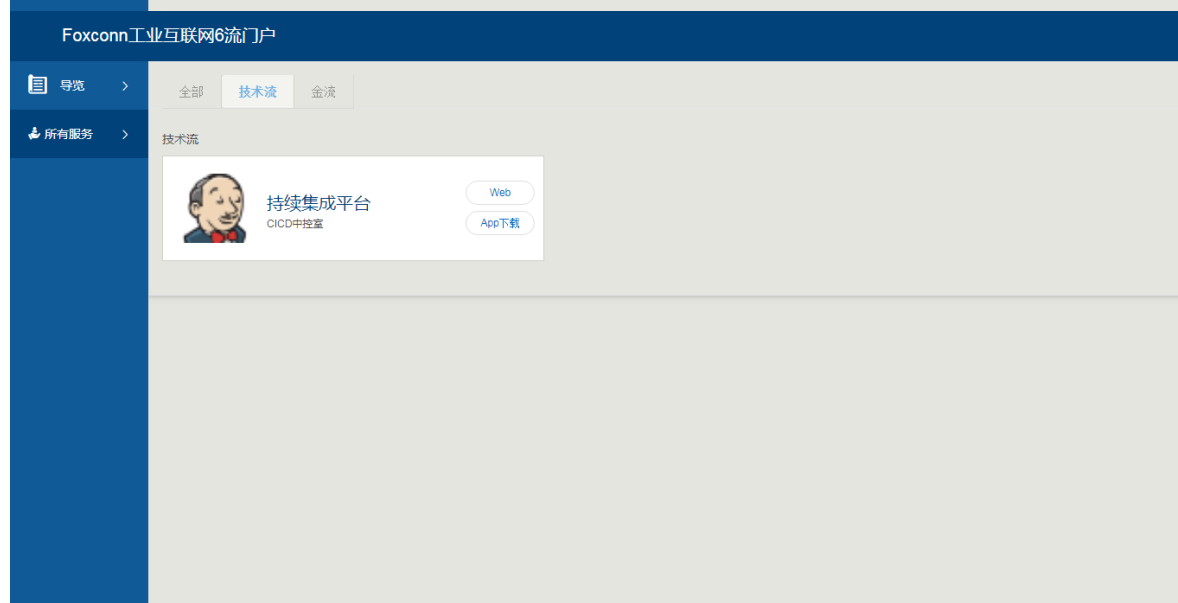 Foxconn工业互联网6流门户
导览
所有服务
全部 技术流 金流
技术流
持续集成平台
CICD中控室
Web
App下载